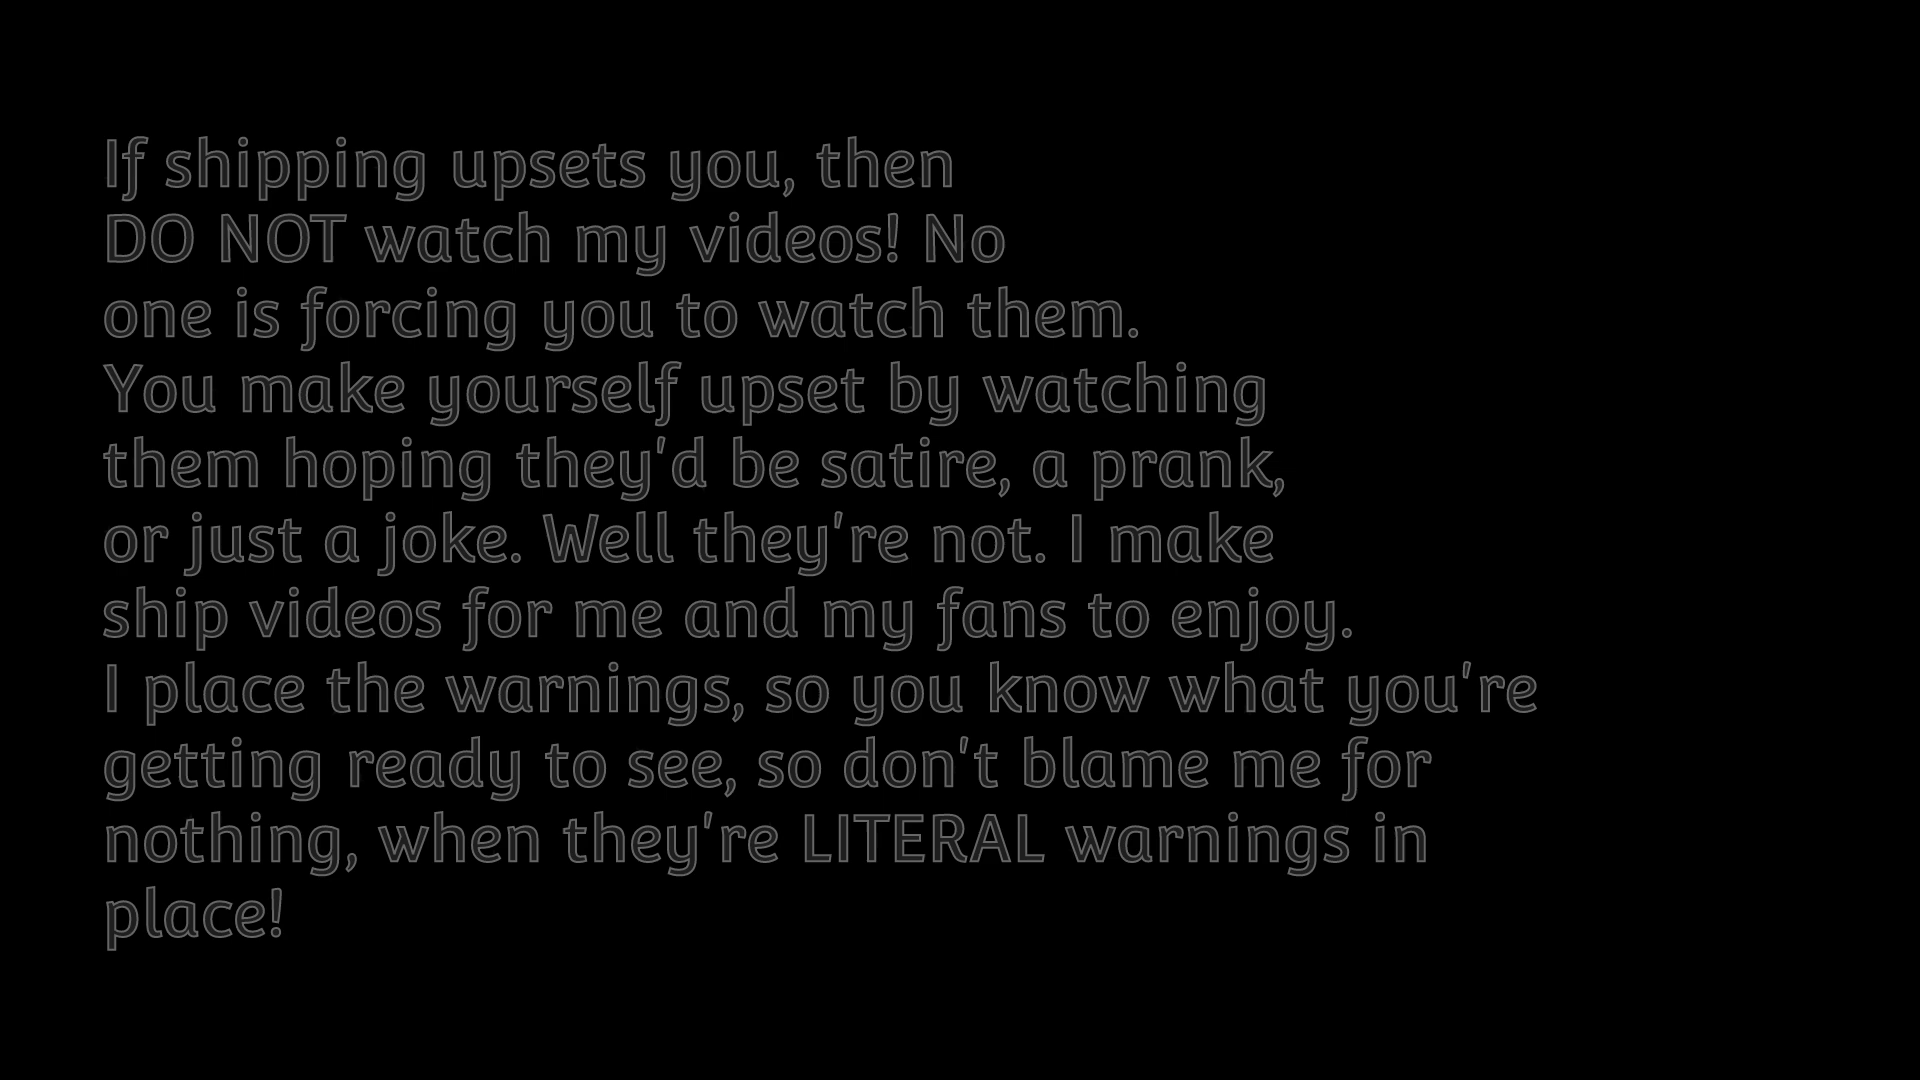 If shipping upsets you, then
DO NOT watch my videos! No
one is forcing you to watch them.
You make yourself upset by watching
them hoping they'd be satire, a prank,
or just a joke. Well they're not. I make
ship videos for me and my fans to enjoy.
I place the warnings, so you know what you're
getting ready to see, so don't blame me for
nothing, when they're LITERAL warnings in
place!